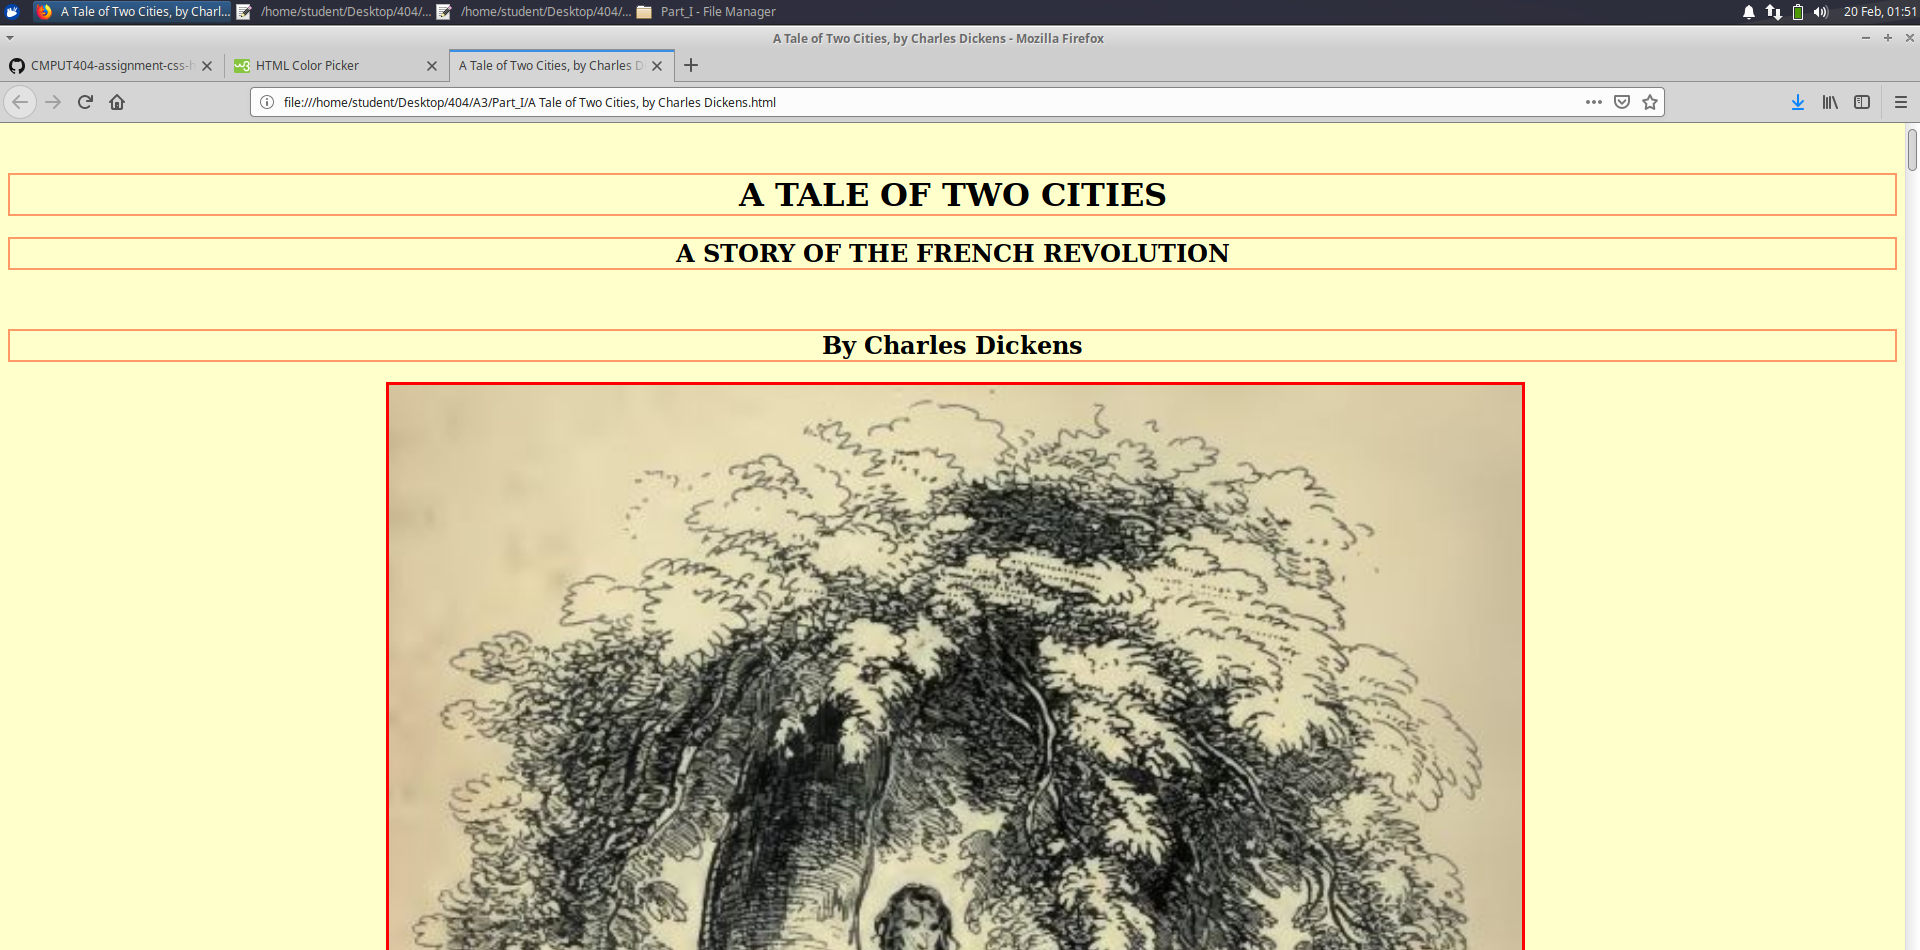 A Tale of Two Cities, by Charl... /home/student/Desktop/404/... /home/student/Desktop/404/... Part_I - File Manager 20 Feb, 01:51
A Tale of Two Cities, by Charles Dickens - Mozilla Firefox
CMPUT404-assignment-css-h HTML Color Picker A Tale of Two Cities, by Charles D
file:///home/student/Desktop/404/A3/Part_I/A Tale of Two Cities, by Charles Dickens.html
A TALE OF TWO CITIES
A STORY OF THE FRENCH REVOLUTION
By Charles Dickens